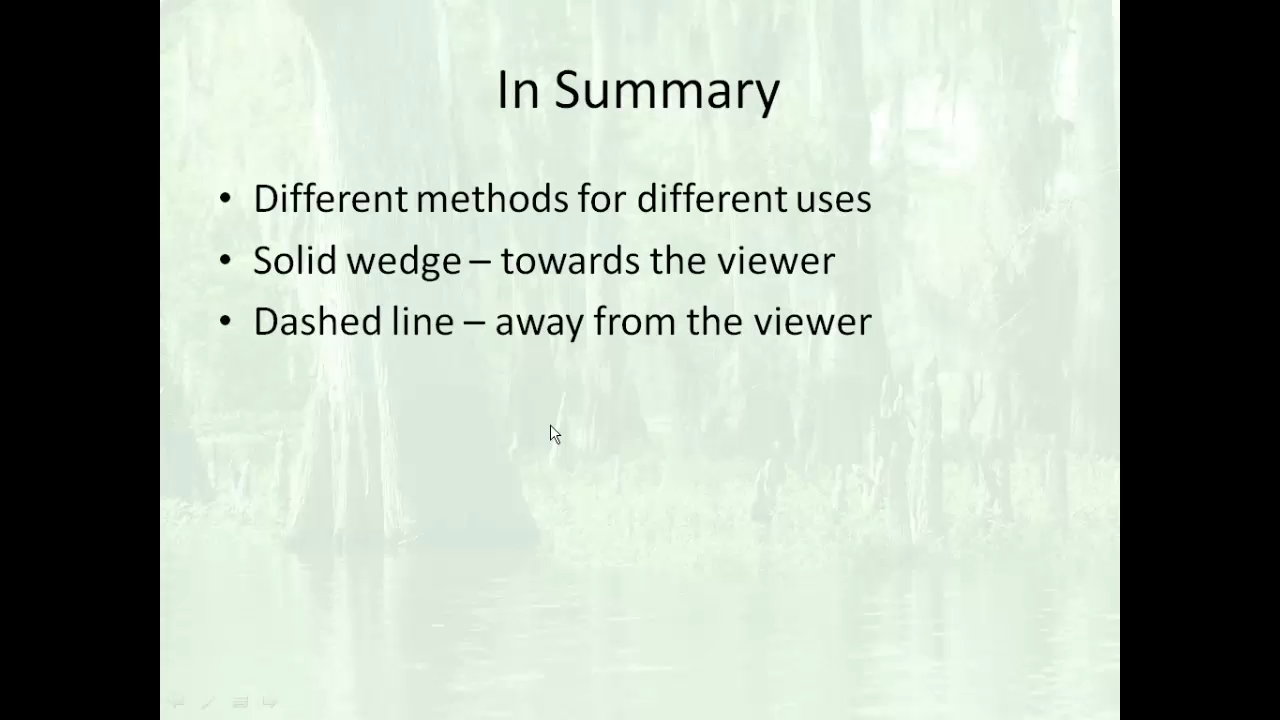 In Summary
• Different methods for different uses
• Solid wedge – towards the viewer
• Dashed line – away from the viewer